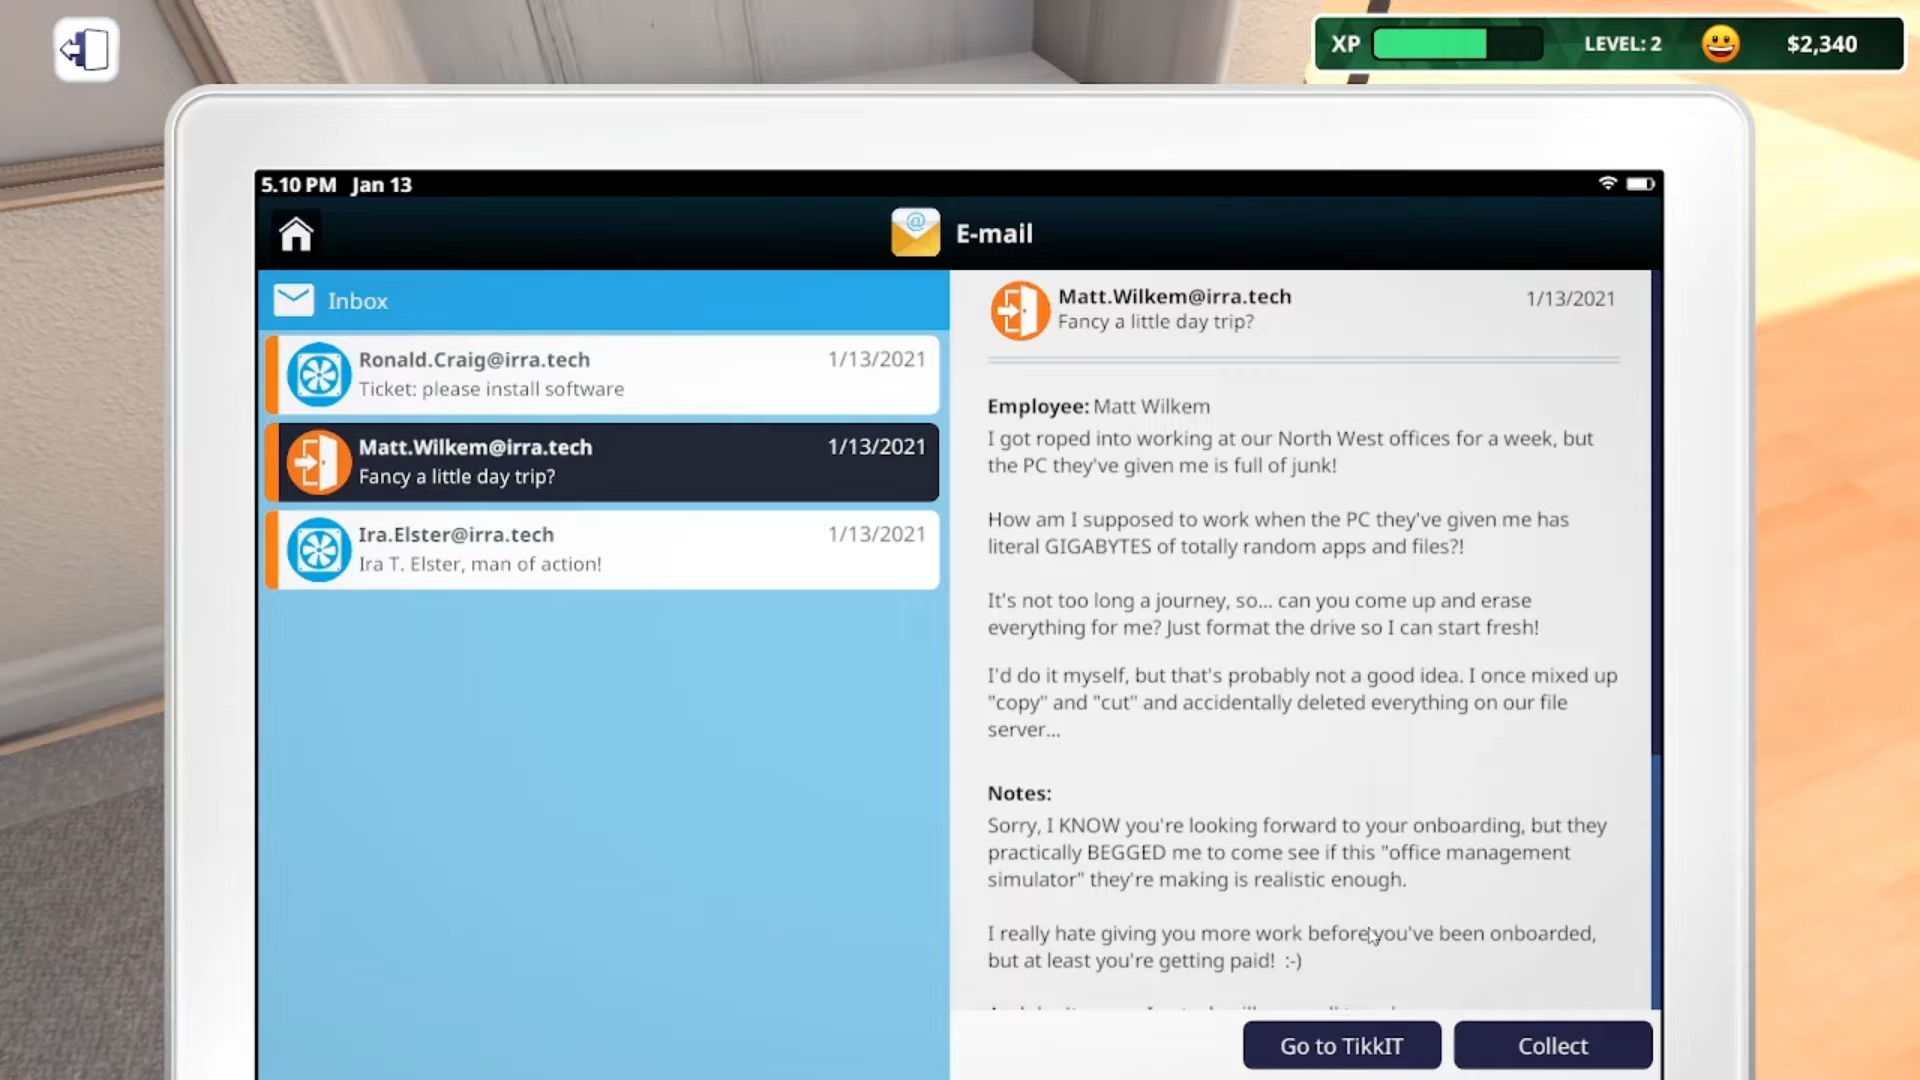 XP LEVEL: 2 $2,340
5.10 PM Jan 13
E-mail
Inbox
Ronald.Craig@irra.tech 1/13/2021
Ticket: please install software
Matt.Wilkem@irra.tech 1/13/2021
Fancy a little day trip?
Ira.Elster@irra.tech 1/13/2021
Ira T. Elster, man of action!
Matt.Wilkem@irra.tech 1/13/2021
Fancy a little day trip?
Employee: Matt Wilkem
I got roped into working at our North West offices for a week, but
the PC they've given me is full of junk!
How am I supposed to work when the PC they've given me has
literal GIGABYTES of totally random apps and files?!
It's not too long a journey, so... can you come up and erase
everything for me? Just format the drive so I can start fresh!
I'd do it myself, but that's probably not a good idea. I once mixed up
"copy" and "cut" and accidentally deleted everything on our file
server...
Notes:
Sorry, I KNOW you're looking forward to your onboarding, but they
practically BEGGED me to come see if this "office management
simulator" they're making is realistic enough.
I really hate giving you more work before you've been onboarded,
but at least you're getting paid! :-)
Go to TikkIT
Collect